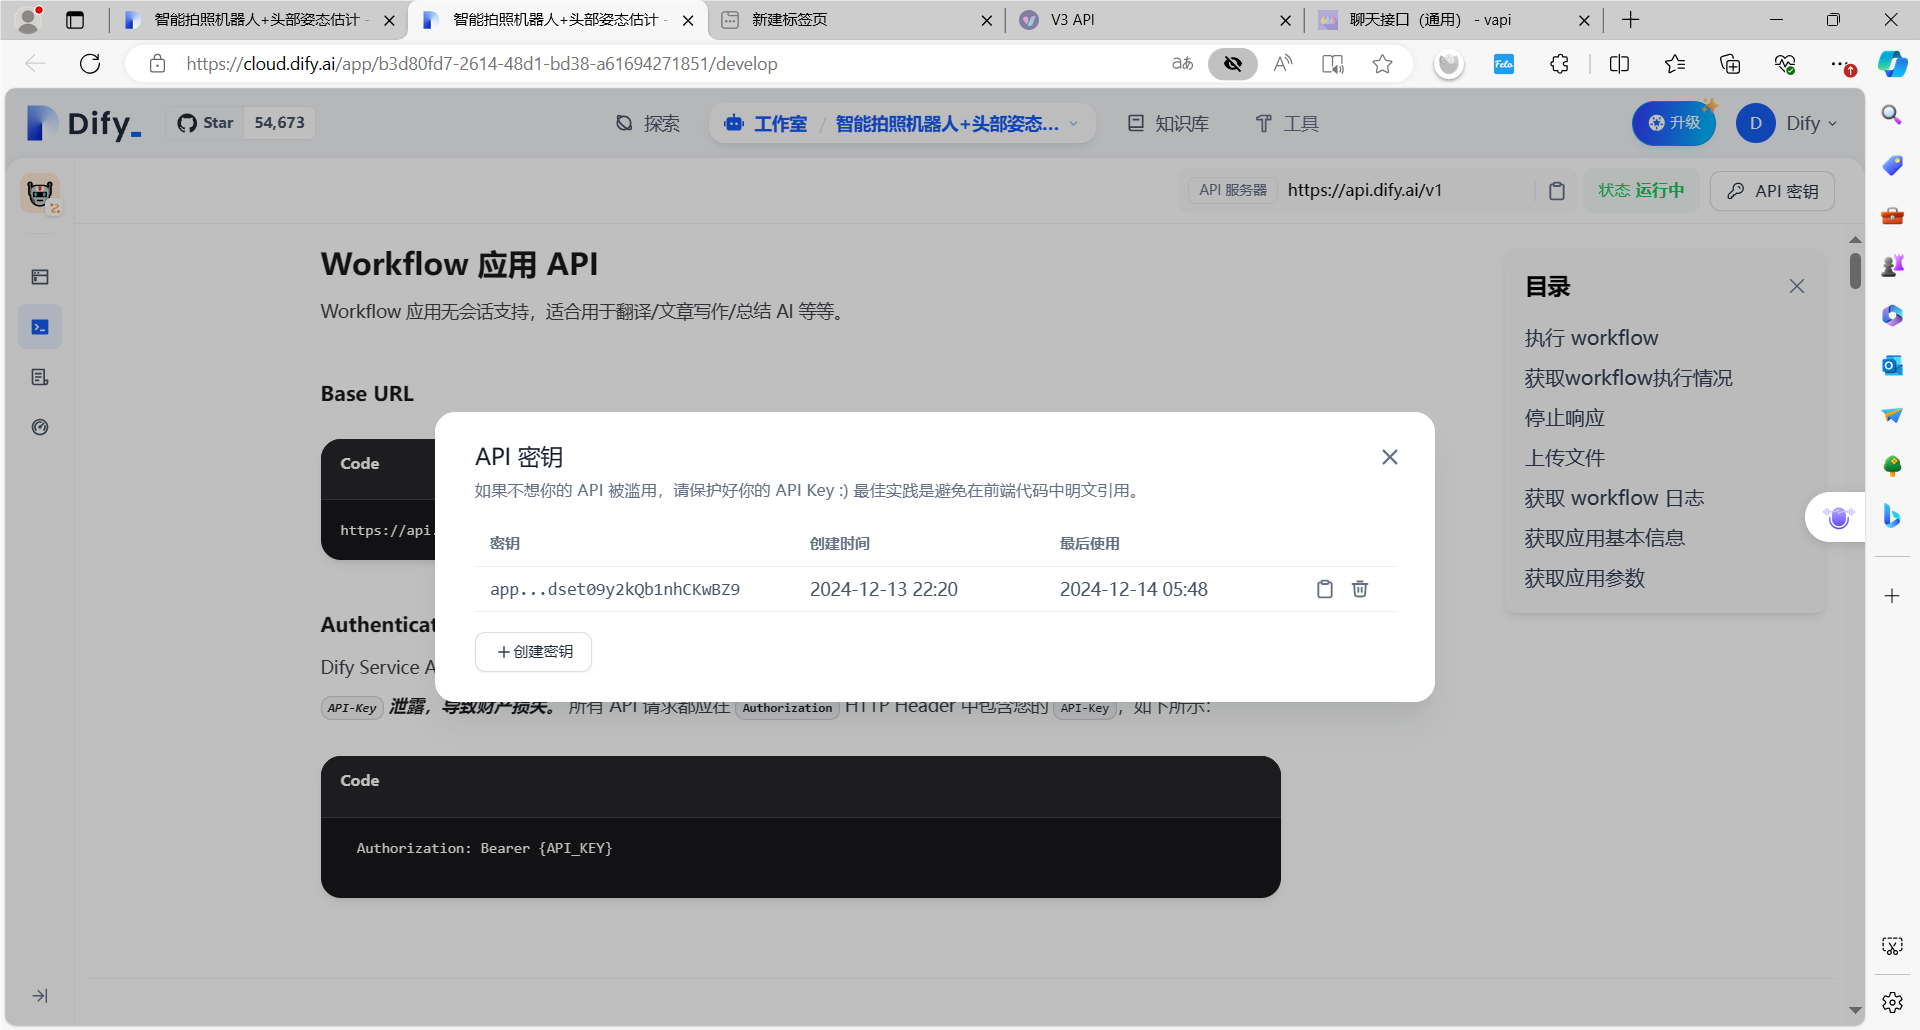 智能拍照机器人+头部姿态估计 -
智能拍照机器人+头部姿态估计 -
新建标签页
V3 API
聊天接口（通用） - vapi
https://cloud.dify.ai/app/b3d80fd7-2614-48d1-bd38-a61694271851/develop
Dify_
Star 54,673
探索
工作室 / 智能拍照机器人+头部姿态...
知识库
工具
升级
D Dify
API 服务器 https://api.dify.ai/v1
状态 运行中
API 密钥
Workflow 应用 API
Workflow 应用无会话支持，适合用于翻译/文章写作/总结 AI 等等。
Base URL
Code
https://api.
Authenticat
Dify Service A
API-Key 泄露，导致财产损失。 所有 API 请求都应在 Authorization HTTP Header 中包含您的 API-Key，如下所示：
Code
Authorization: Bearer {API_KEY}
API 密钥
如果不想你的 API 被滥用，请保护好你的 API Key :) 最佳实践是避免在前端代码中明文引用。
密钥 创建时间 最后使用
app...dset09y2kQb1nhCKwBZ9 2024-12-13 22:20 2024-12-14 05:48
+创建密钥
目录
执行 workflow
获取workflow执行情况
停止响应
上传文件
获取 workflow 日志
获取应用基本信息
获取应用参数